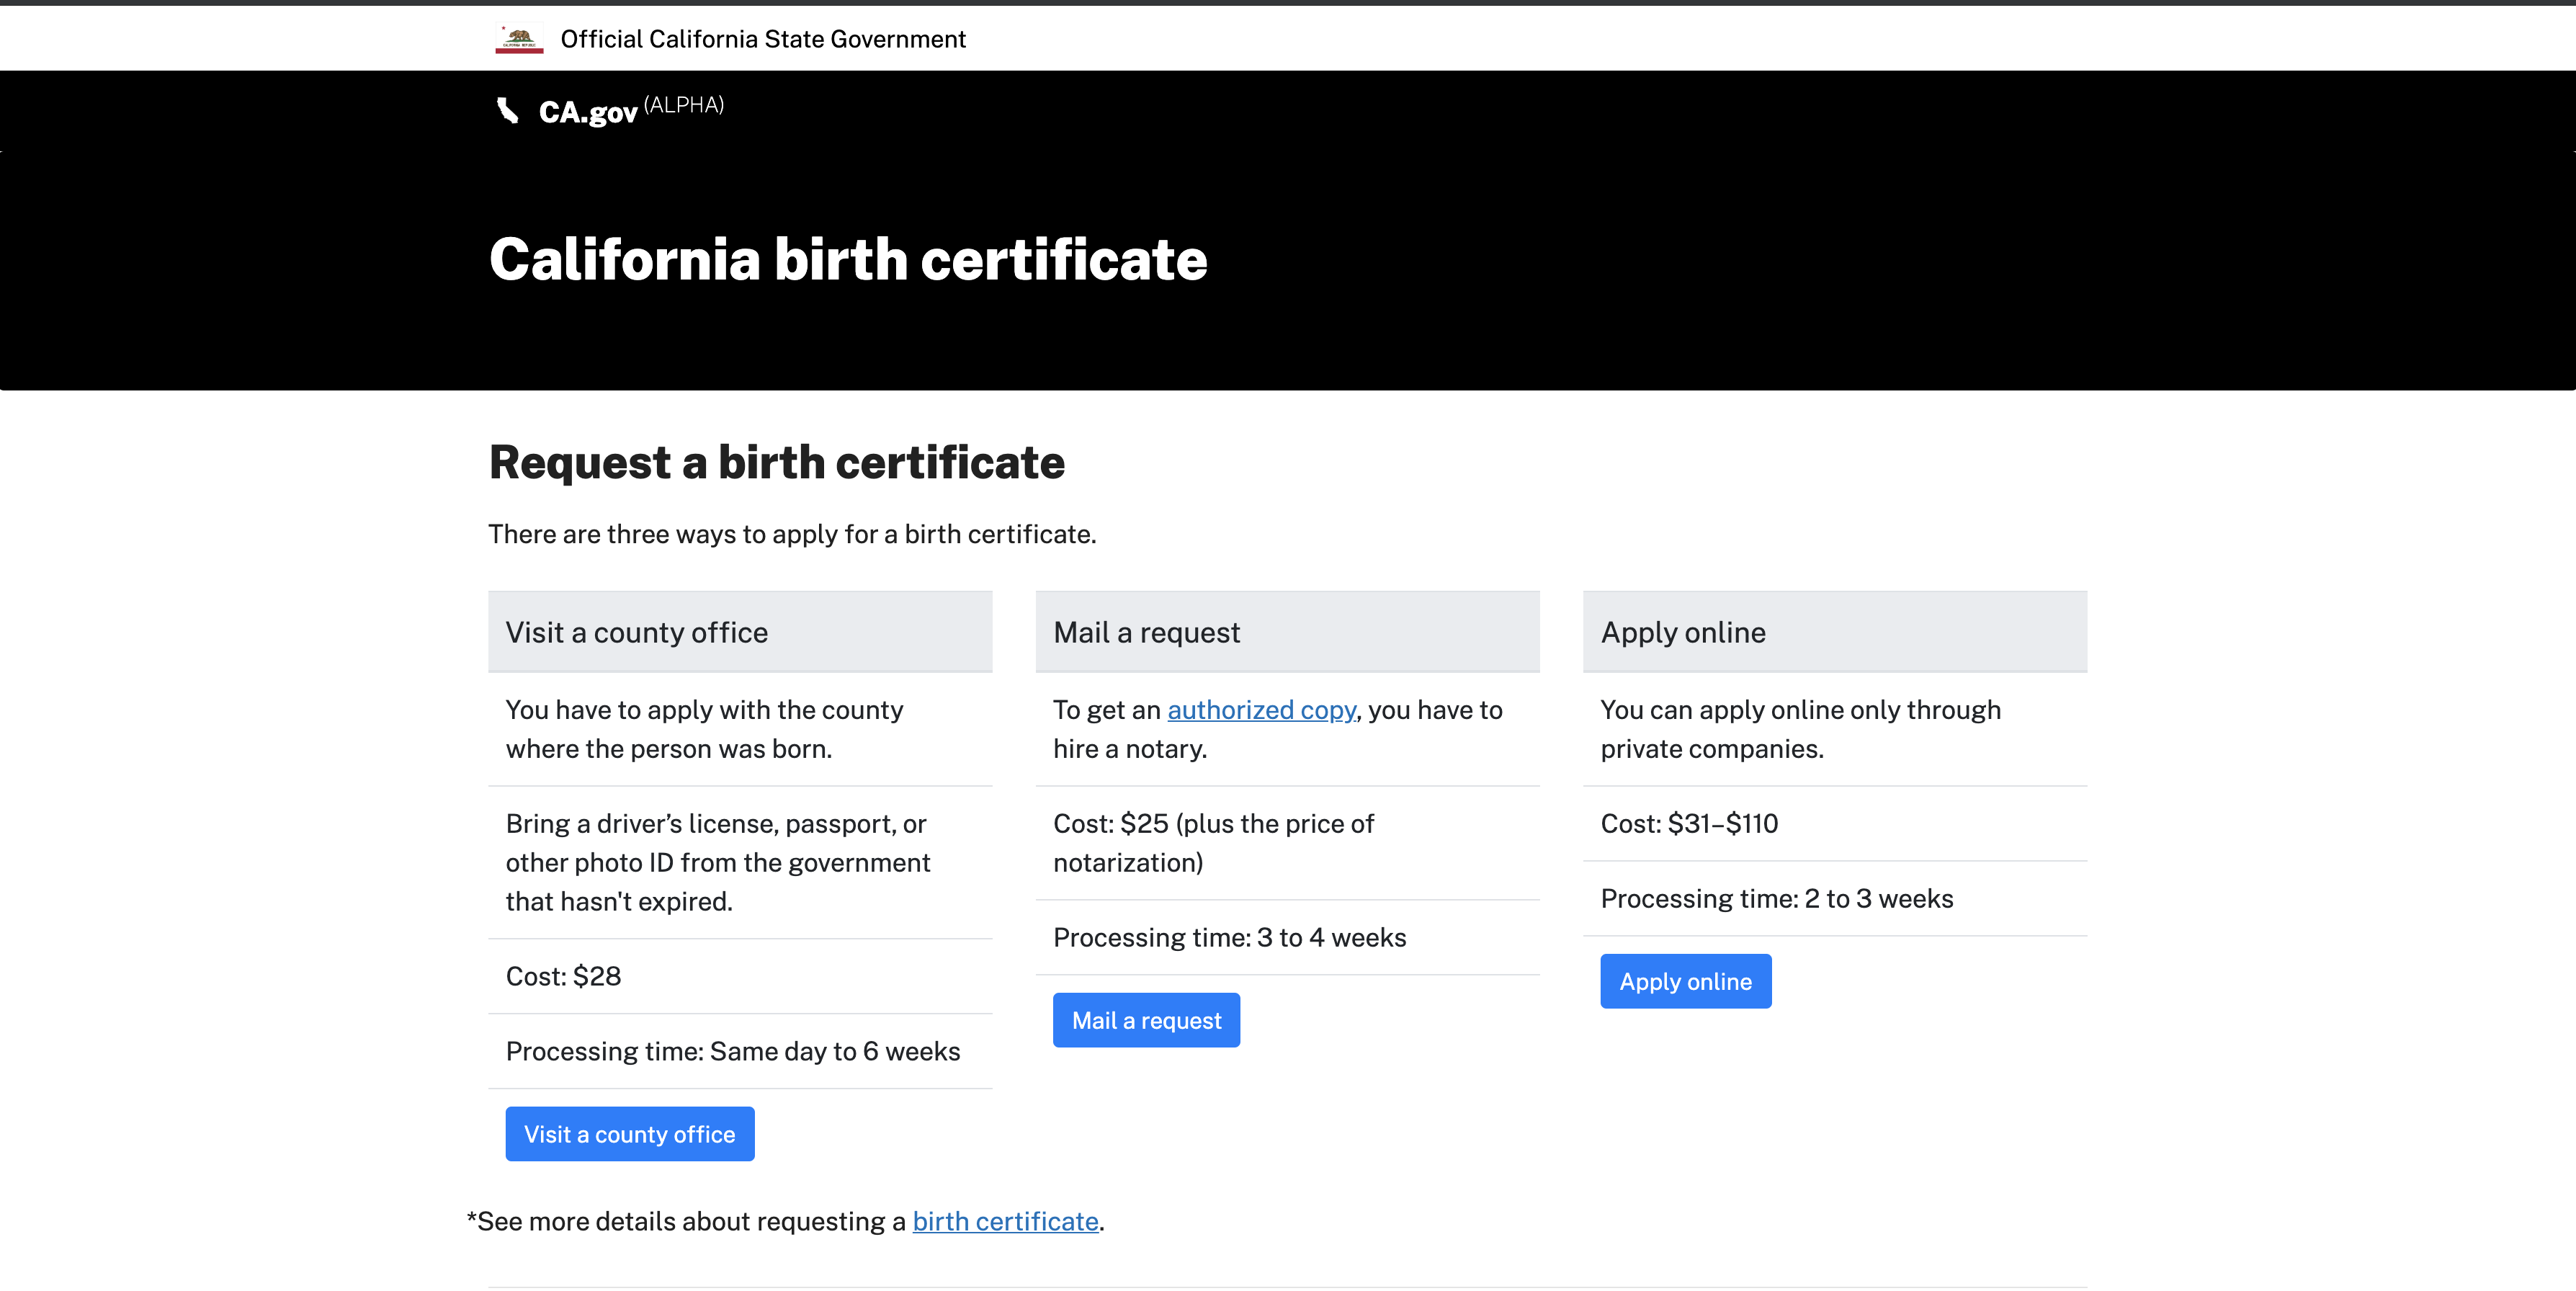 Official California State Government
CA.gov (ALPHA)
California birth certificate
Request a birth certificate
There are three ways to apply for a birth certificate.
Visit a county office
You have to apply with the county
where the person was born.
Bring a driver’s license, passport, or
other photo ID from the government
that hasn't expired.
Cost: $28
Processing time: Same day to 6 weeks
Visit a county office
Mail a request
To get an authorized copy, you have to
hire a notary.
Cost: $25 (plus the price of
notarization)
Processing time: 3 to 4 weeks
Mail a request
Apply online
You can apply online only through
private companies.
Cost: $31–$110
Processing time: 2 to 3 weeks
Apply online
*See more details about requesting a birth certificate.